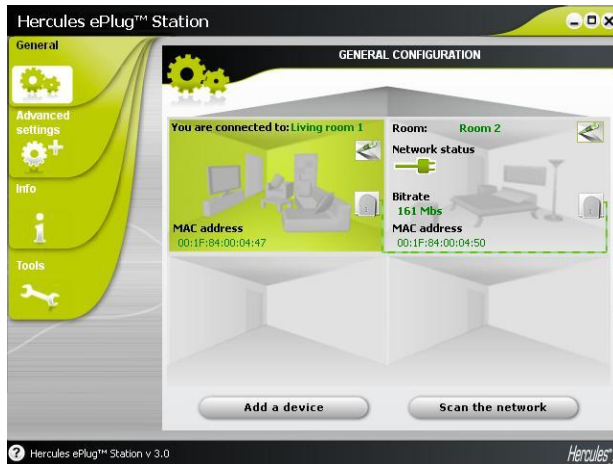 Hercules ePlug™ Station
General
Advanced
settings
Info
Tools
GENERAL CONFIGURATION
You are connected to: Living room 1
MAC address
00:1F:84:00:04:47
Room: Room 2
Network status
Bitrate
161 Mbs
MAC address
00:1F:84:00:04:50
Add a device
Scan the network
? Hercules ePlug™ Station v 3.0
Hercules